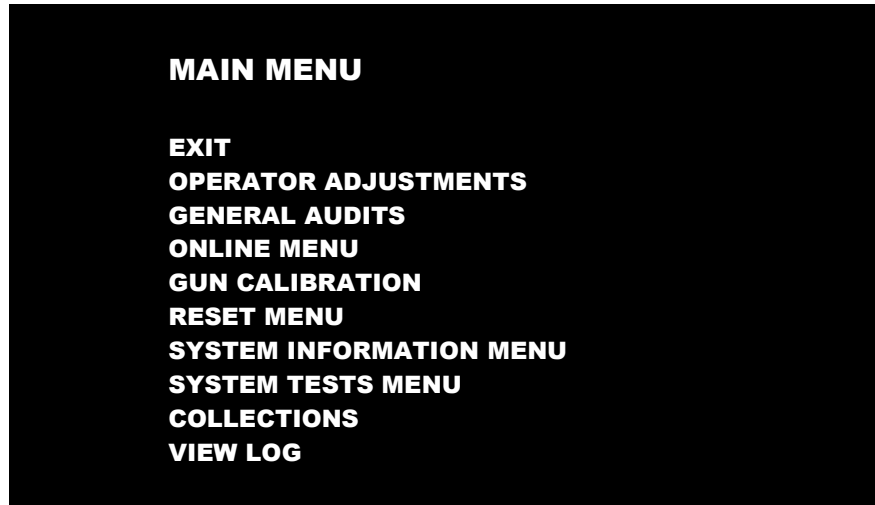 MAIN MENU
EXIT
OPERATOR ADJUSTMENTS
GENERAL AUDITS
ONLINE MENU
GUN CALIBRATION
RESET MENU
SYSTEM INFORMATION MENU
SYSTEM TESTS MENU
COLLECTIONS
VIEW LOG